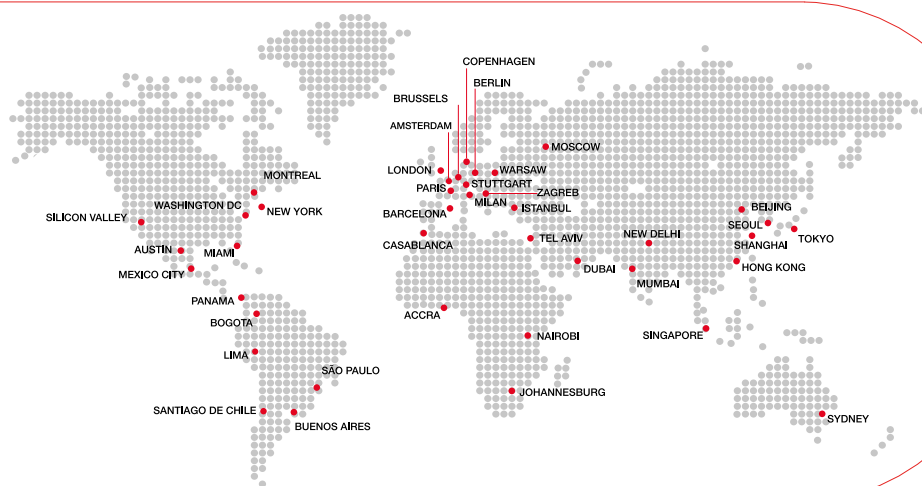 COPENHAGEN
BERLIN
BRUSSELS
AMSTERDAM
MOSCOW
LONDON
WARSAW
MONTREAL
STUTTGART
PARIS
ZAGREB
WASHINGTON DC
MILAN
NEW YORK
BARCELONA
ISTANBUL
BEIJING
SILICON VALLEY
SEOUL
NEW DELHI
TOKYO
TEL AVIV
CASABLANCA
SHANGHAI
AUSTIN
MIAMI
DUBAI
HONG KONG
MEXICO CITY
MUMBAI
PANAMA
ACCRA
BOGOTA
NAIROBI
SINGAPORE
LIMA
SÃO PAULO
JOHANNESBURG
SANTIAGO DE CHILE
SYDNEY
BUENOS AIRES